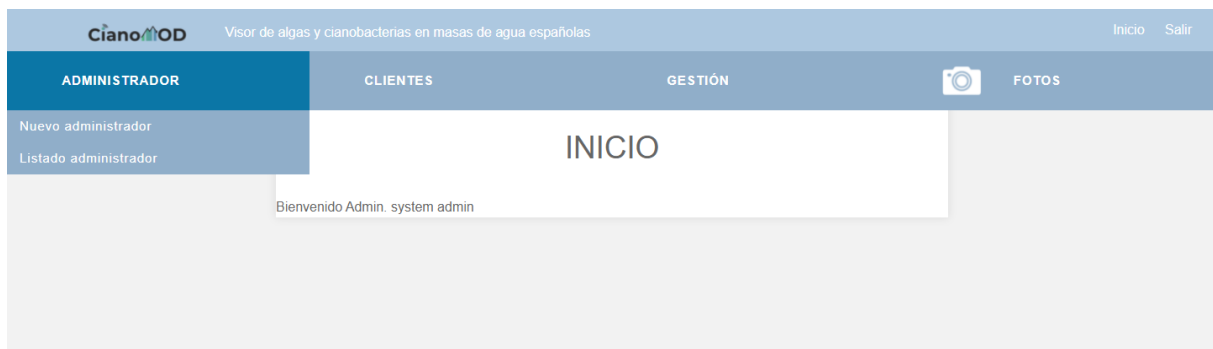 CianoMOD
Visor de algas y cianobacterias en masas de agua españolas
Inicio
Salir
ADMINISTRADOR
CLIENTES
GESTIÓN
FOTOS
Nuevo administrador
Listado administrador
INICIO
Bienvenido Admin. system admin